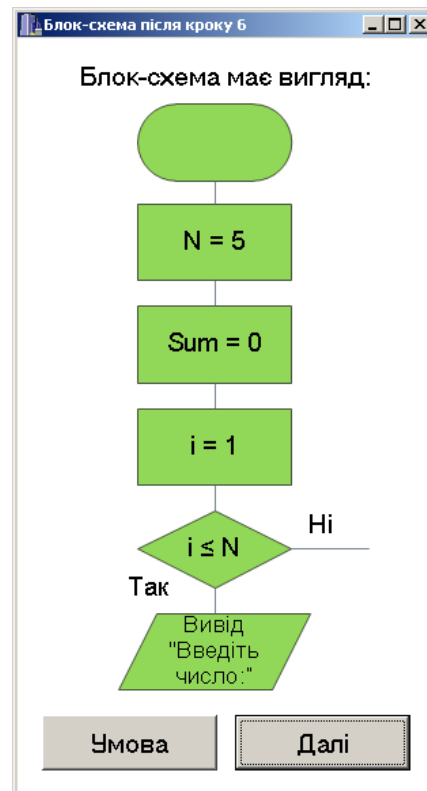 Блок-схема після кроку 6
Блок-схема має вигляд:
N = 5
Sum = 0
i = 1
i ≤ N
Ні
Так
Вивід
"Введіть
число:"
Умова
Далі